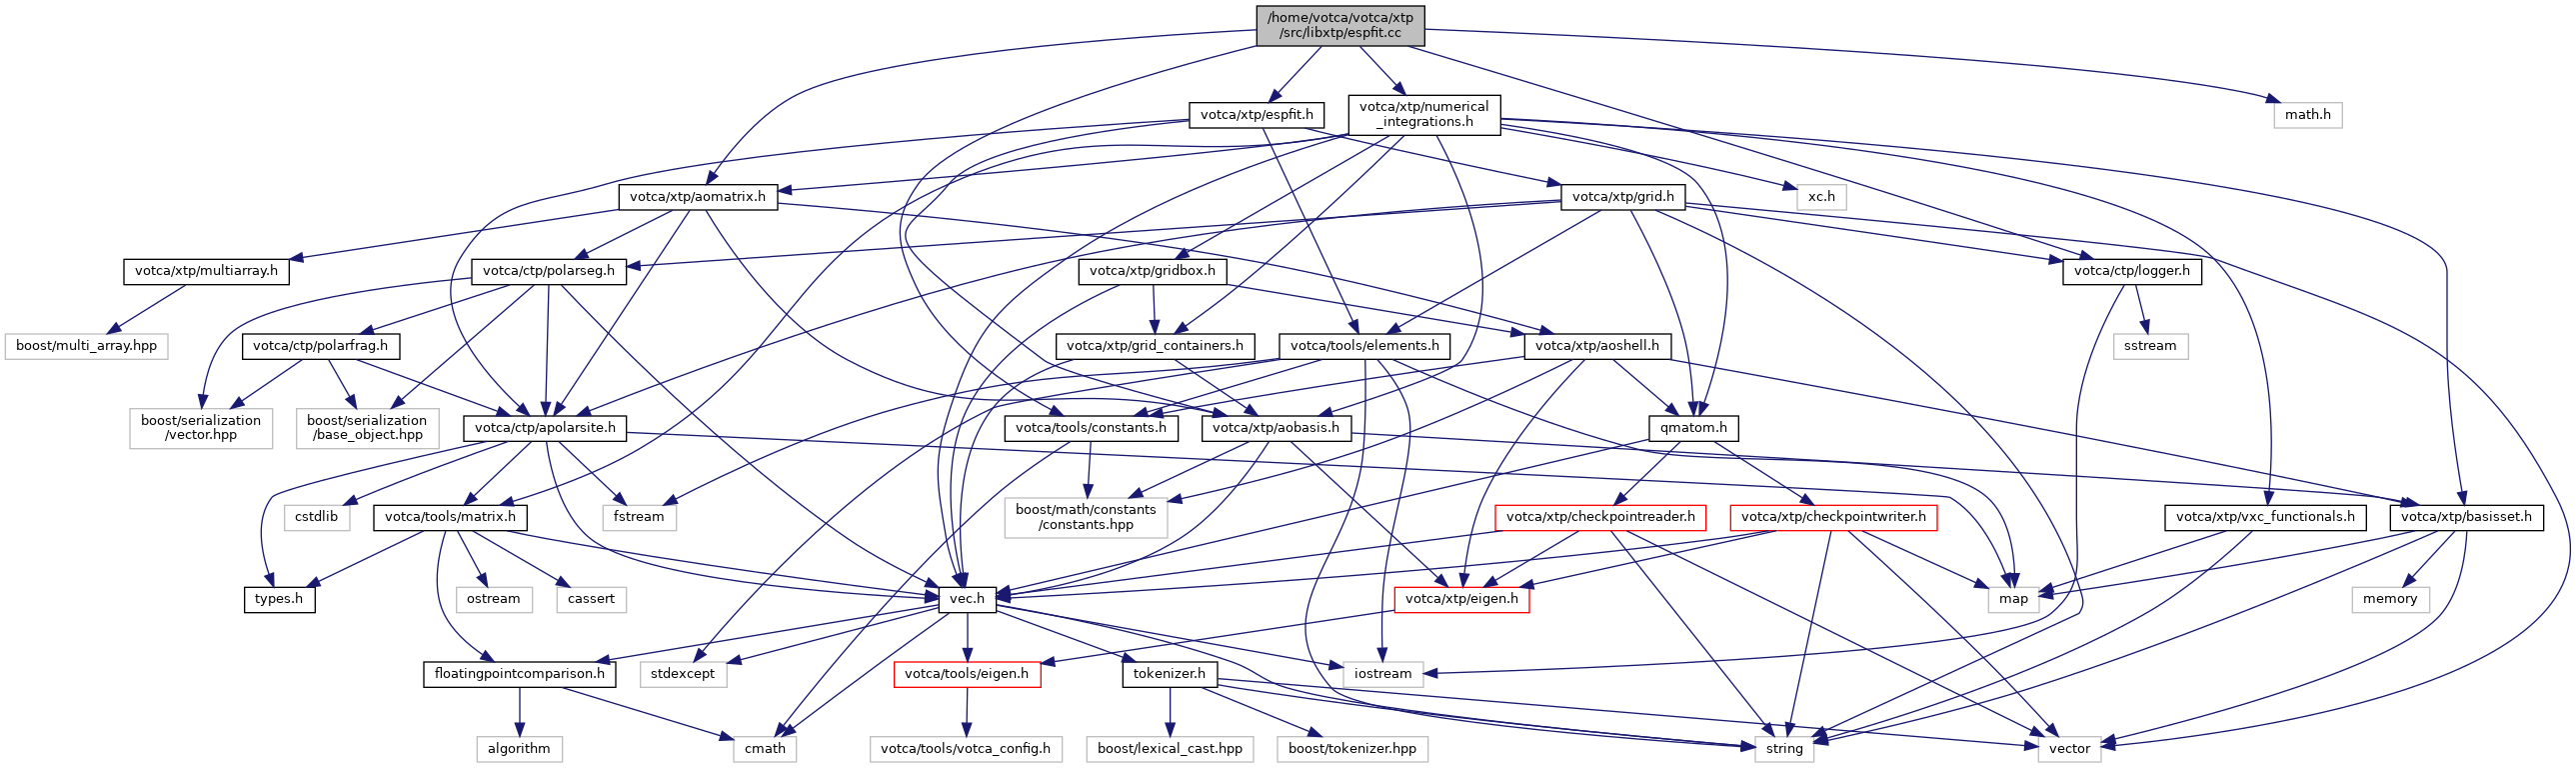 /home/votca/votca/xtp
/src/libxtp/espfit.cc
votca/xtp/espfit.h
votca/xtp/numerical
_integrations.h
math.h
votca/xtp/aomatrix.h
votca/xtp/grid.h
xc.h
votca/xtp/multiarray.h
votca/ctp/polarseg.h
votca/xtp/gridbox.h
votca/ctp/logger.h
boost/multi_array.hpp
votca/ctp/polarfrag.h
votca/xtp/grid_containers.h
votca/tools/elements.h
votca/xtp/aoshell.h
sstream
boost/serialization
/vector.hpp
boost/serialization
/base_object.hpp
votca/ctp/apolarsite.h
votca/tools/constants.h
votca/xtp/aobasis.h
qmatom.h
cstdlib
votca/tools/matrix.h
fstream
boost/math/constants
/constants.hpp
votca/xtp/checkpointreader.h
votca/xtp/checkpointwriter.h
votca/xtp/vxc_functionals.h
votca/xtp/basisset.h
types.h
ostream
cassert
vec.h
votca/xtp/eigen.h
map
memory
floatingpointcomparison.h
stdexcept
votca/tools/eigen.h
tokenizer.h
iostream
algorithm
cmath
votca/tools/votca_config.h
boost/lexical_cast.hpp
boost/tokenizer.hpp
string
vector